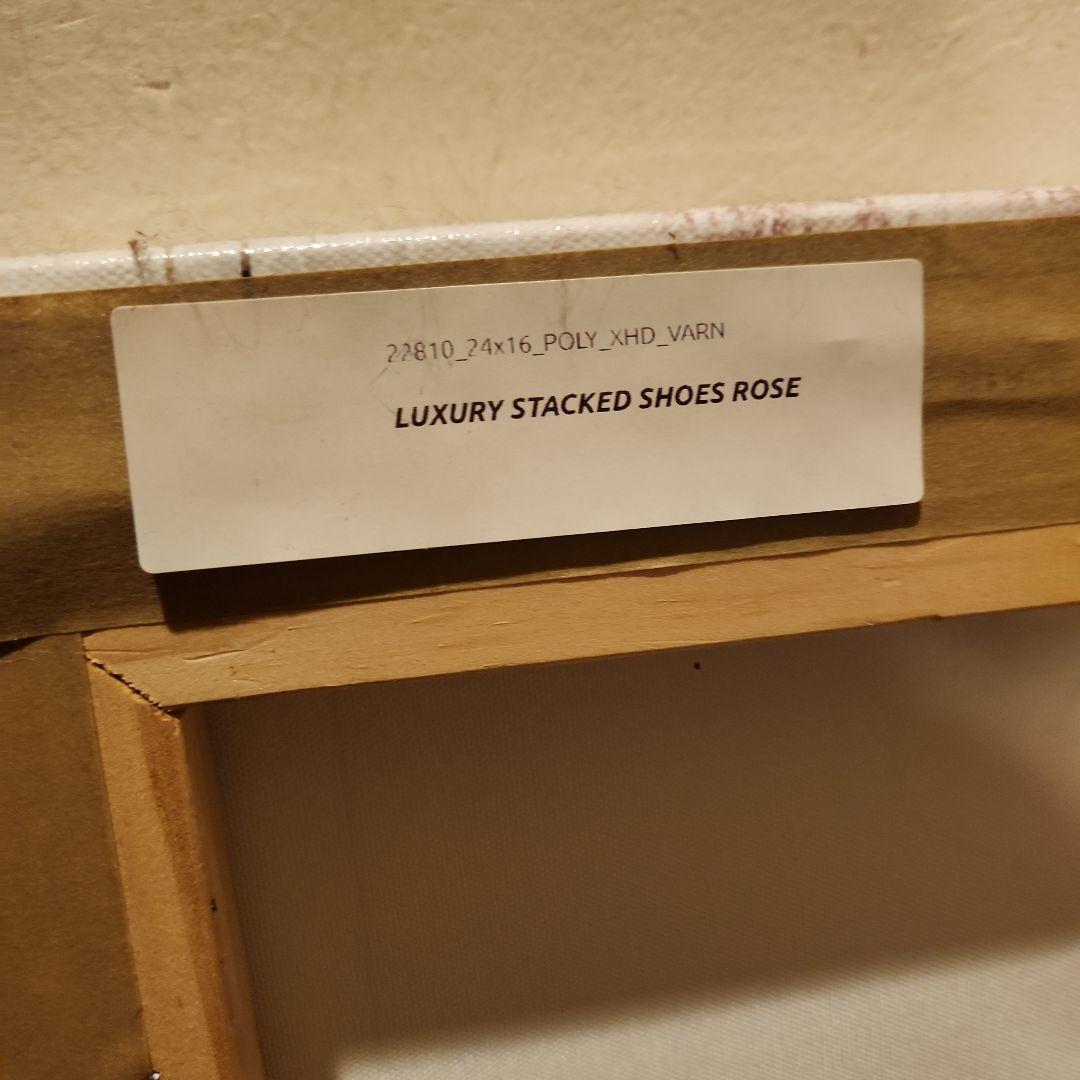 22810_24x16_POLY_XHD_VARN
LUXURY STACKED SHOES ROSE